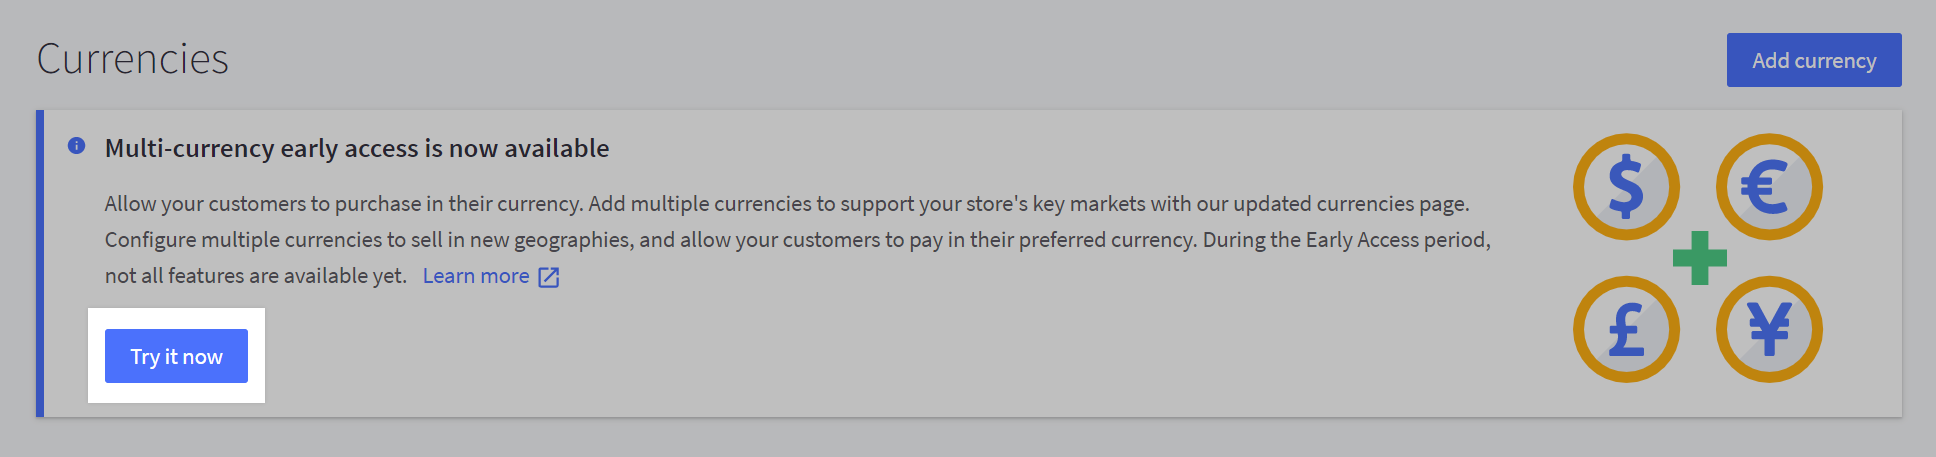 Currencies
Add currency
Multi-currency early access is now available
Allow your customers to purchase in their currency. Add multiple currencies to support your store's key markets with our updated currencies page.
Configure multiple currencies to sell in new geographies, and allow your customers to pay in their preferred currency. During the Early Access period,
not all features are available yet. Learn more
Try it now
$ €
£ ¥